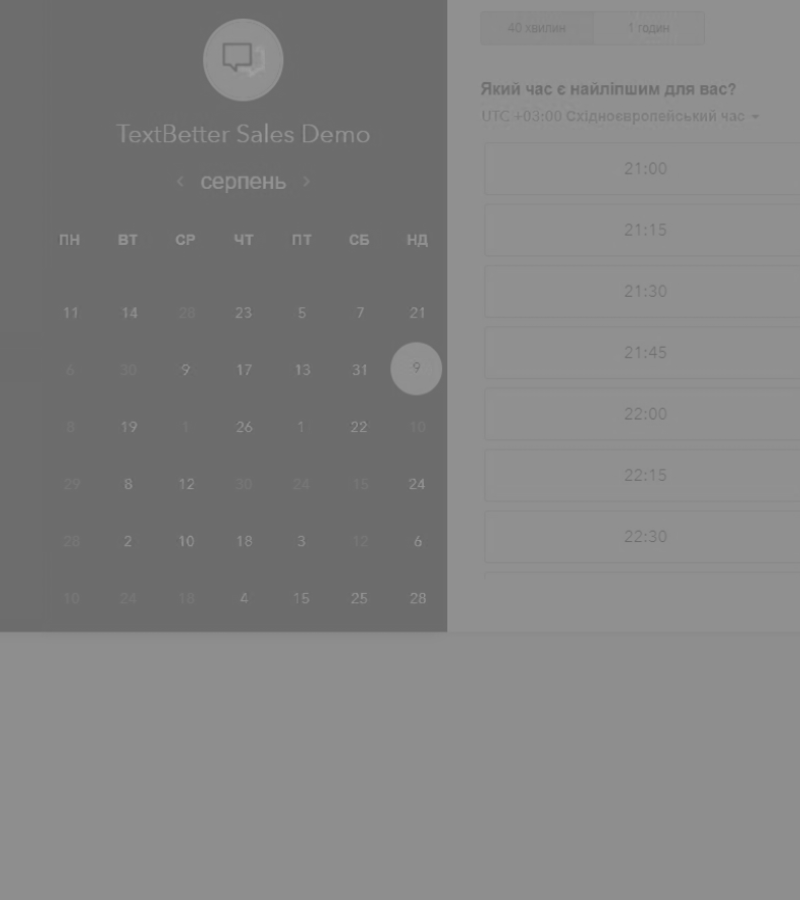 TextBetter Sales Demo
серпень
ПН ВТ СР ЧТ ПТ СБ НД
11 14 28 23 5 7 21
6 30 9 17 13 31 9
8 19 1 26 1 22 10
29 8 12 30 24 15 24
28 2 10 18 3 12 6
10 24 18 4 15 25 28
40 хвилин 1 годин
Який час є найліпшим для вас?
UTC +03:00 Східноєвропейський час
21:00
21:15
21:30
21:45
22:00
22:15
22:30